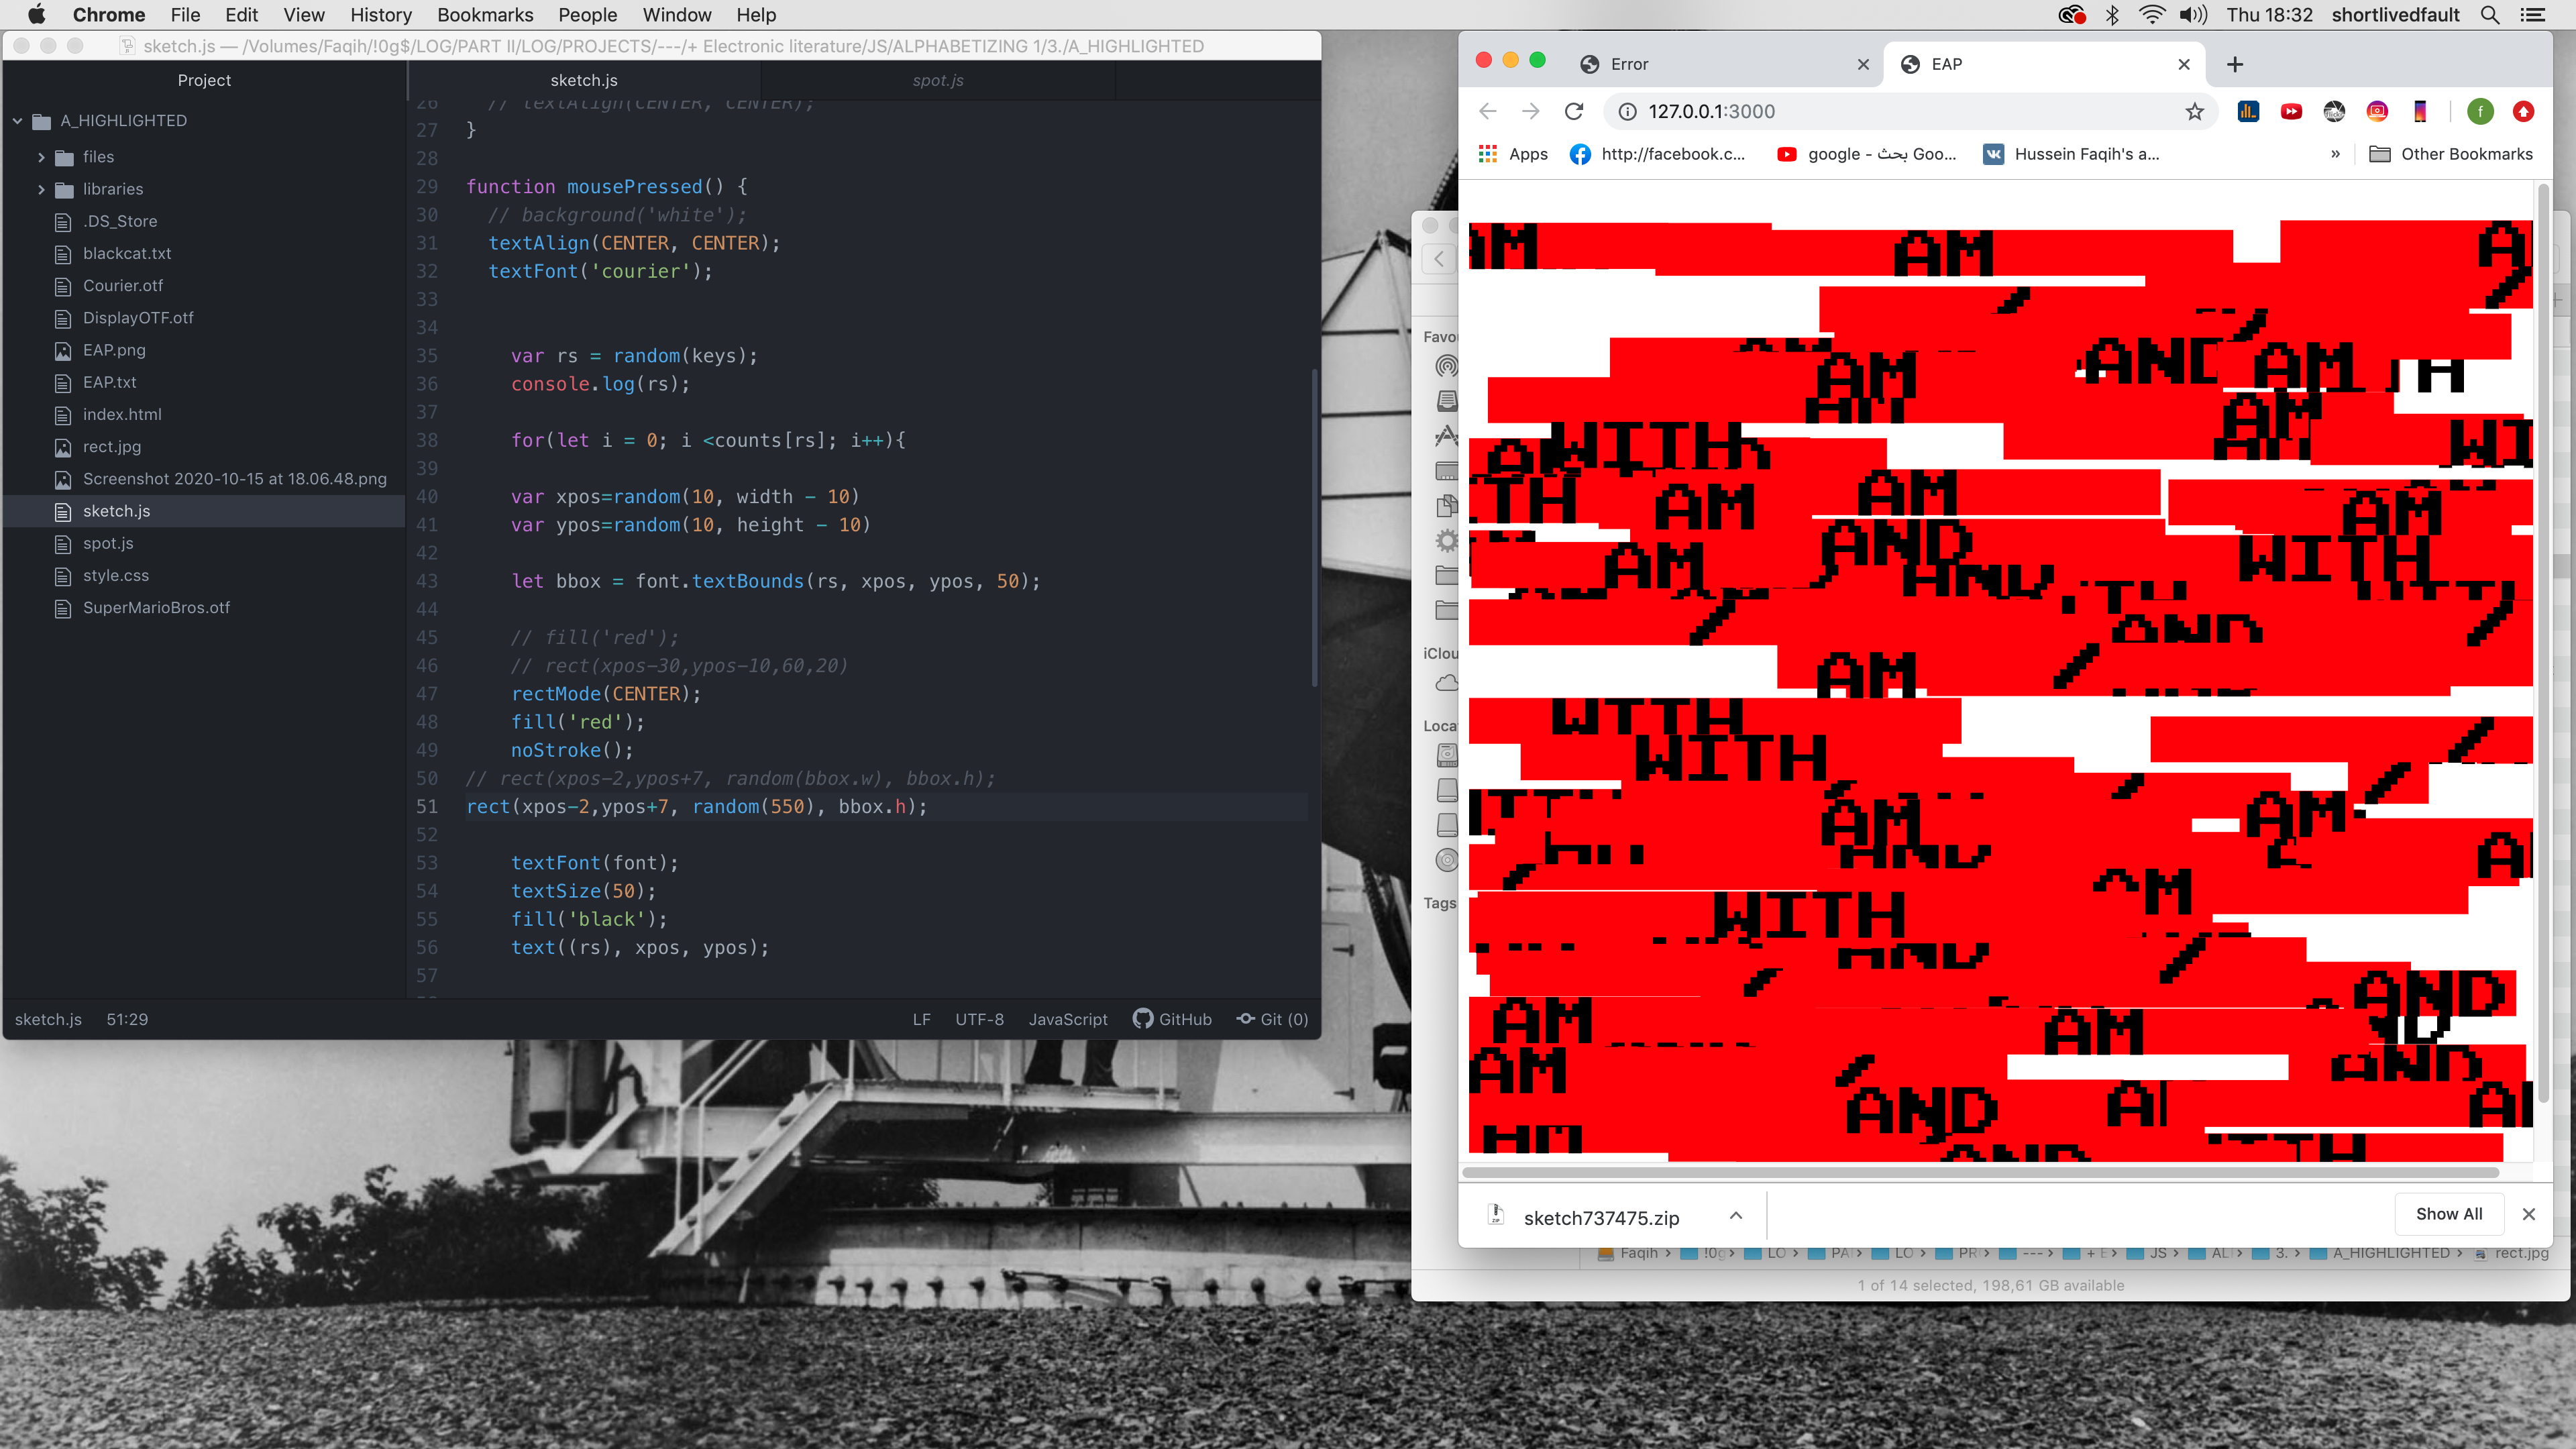 Chrome File Edit View History Bookmarks People Window Help
Thu 18:32 shortlivedfault
sketch.js — /Volumes/Faqih/!0g$/LOG/PART II/LOG/PROJECTS/---/+ Electronic literature/JS/ALPHABETIZING 1/3./A_HIGHLIGHTED
Project
A_HIGHLIGHTED
files
libraries
.DS_Store
blackcat.txt
Courier.otf
DisplayOTF.otf
EAP.png
EAP.txt
index.html
rect.jpg
Screenshot 2020-10-15 at 18.06.48.png
sketch.js
spot.js
style.css
SuperMarioBros.otf
sketch.js spot.js
26 // textAlign(CENTER, CENTER);
27 }
28
29 function mousePressed() {
30 // background('white');
31 textAlign(CENTER, CENTER);
32 textFont('courier');
33
34
35 var rs = random(keys);
36 console.log(rs);
37
38 for(let i = 0; i <counts[rs]; i++){
39
40 var xpos=random(10, width - 10)
41 var ypos=random(10, height - 10)
42
43 let bbox = font.textBounds(rs, xpos, ypos, 50);
44
45 // fill('red');
46 // rect(xpos-30,ypos-10,60,20)
47 rectMode(CENTER);
48 fill('red');
49 noStroke();
50 // rect(xpos-2,ypos+7, random(bbox.w), bbox.h);
51 rect(xpos-2,ypos+7, random(550), bbox.h);
52
53 textFont(font);
54 textSize(50);
55 fill('black');
56 text((rs), xpos, ypos);
57
sketch.js 51:29
LF UTF-8 JavaScript GitHub Git (0)
Error EAP
127.0.0.1:3000
f
Apps http://facebook.c... google - بحث Goo... Hussein Faqih's a... » Other Bookmarks
AM AM
/
AND AM
AM
AM
WITH
AM AM AM
AND WITH
AM
/ /
AM /
WITH /
WITH
/
AM AM
WITH
/
AND
AM AM
AM
AND
Favou
iClou
Loca
Tags
sketch737475.zip Show All
Faqih !0g LO PA LO PR --- + E JS AL 3. A_HIGHLIGHTED rect.jpg
1 of 14 selected, 198,61 GB available